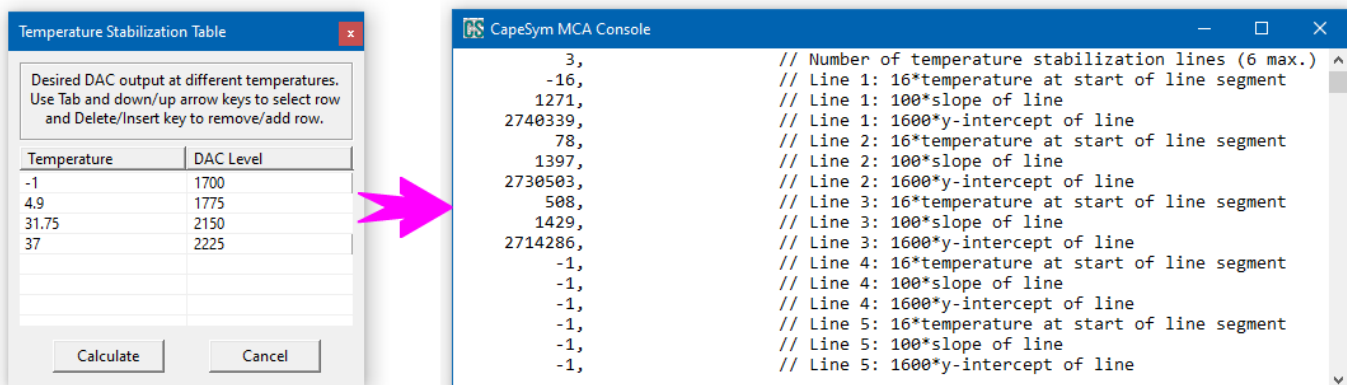 Temperature Stabilization Table
x
Desired DAC output at different temperatures.
Use Tab and down/up arrow keys to select row
and Delete/Insert key to remove/add row.
Temperature DAC Level
-1 1700
4.9 1775
31.75 2150
37 2225
Calculate Cancel
CS CapeSym MCA Console
3, // Number of temperature stabilization lines (6 max.)
-16, // Line 1: 16*temperature at start of line segment
1271, // Line 1: 100*slope of line
2740339, // Line 1: 1600*y-intercept of line
78, // Line 2: 16*temperature at start of line segment
1397, // Line 2: 100*slope of line
2730503, // Line 2: 1600*y-intercept of line
508, // Line 3: 16*temperature at start of line segment
1429, // Line 3: 100*slope of line
2714286, // Line 3: 1600*y-intercept of line
-1, // Line 4: 16*temperature at start of line segment
-1, // Line 4: 100*slope of line
-1, // Line 4: 1600*y-intercept of line
-1, // Line 5: 16*temperature at start of line segment
-1, // Line 5: 100*slope of line
-1, // Line 5: 1600*y-intercept of line